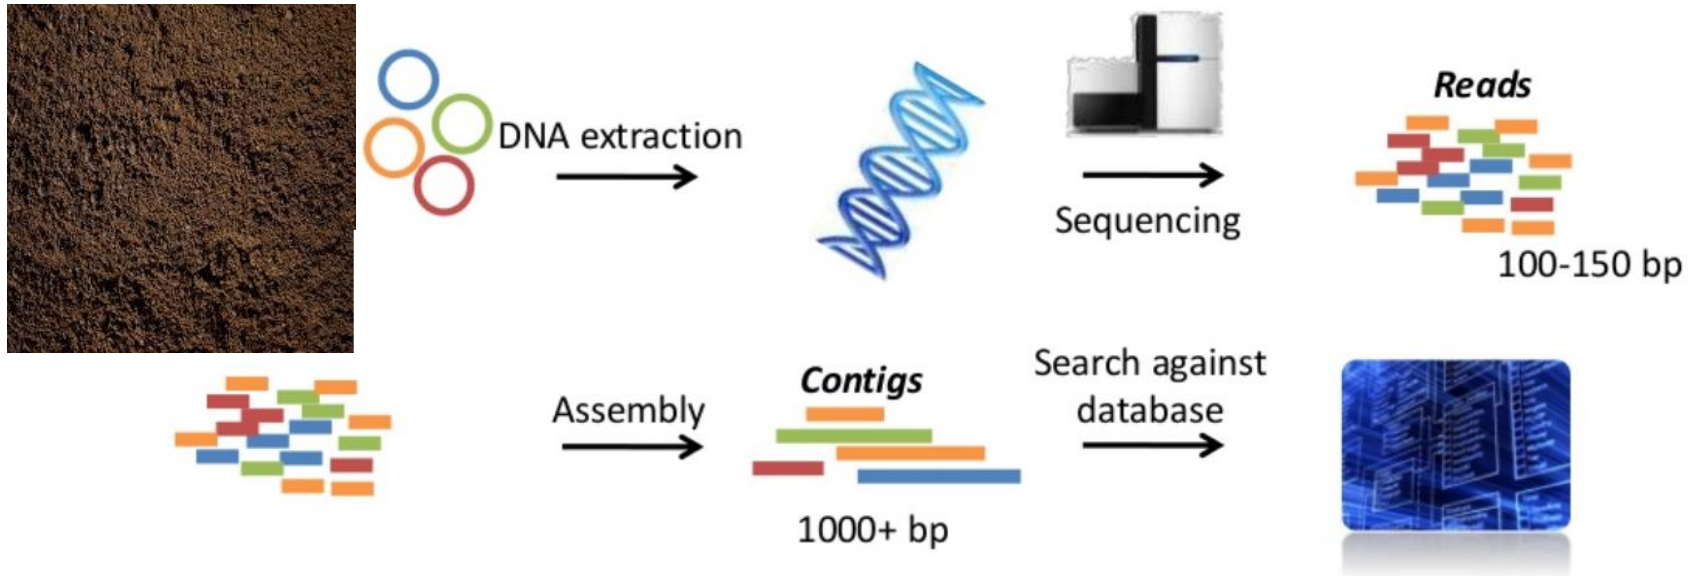 DNA extraction
Sequencing
Reads
100-150 bp
Assembly
Contigs
1000+ bp
Search against
database